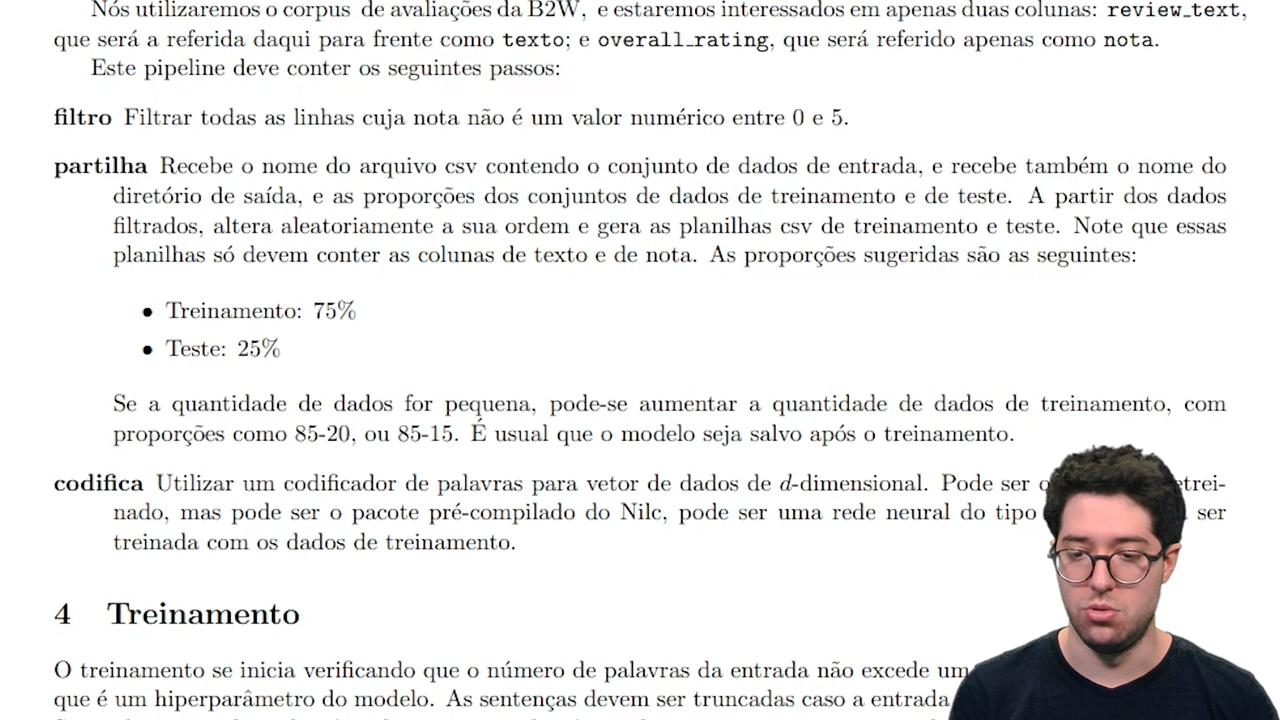 Nós utilizaremos o corpus de avaliações da B2W, e estaremos interessados em apenas duas colunas: review_text,
que será a referida daqui para frente como texto; e overall_rating, que será referido apenas como nota.
Este pipeline deve conter os seguintes passos:
filtro Filtrar todas as linhas cuja nota não é um valor numérico entre 0 e 5.
partilha Recebe o nome do arquivo csv contendo o conjunto de dados de entrada, e recebe também o nome do
diretório de saída, e as proporções dos conjuntos de dados de treinamento e de teste. A partir dos dados
filtrados, altera aleatoriamente a sua ordem e gera as planilhas csv de treinamento e teste. Note que essas
planilhas só devem conter as colunas de texto e de nota. As proporções sugeridas são as seguintes:
• Treinamento: 75%
• Teste: 25%
Se a quantidade de dados for pequena, pode-se aumentar a quantidade de dados de treinamento, com
proporções como 85-20, ou 85-15. É usual que o modelo seja salvo após o treinamento.
codifica Utilizar um codificador de palavras para vetor de dados de d-dimensional. Pode ser etrei-
nado, mas pode ser o pacote pré-compilado do Nilc, pode ser uma rede neural do tipo ser
treinada com os dados de treinamento.
4 Treinamento
O treinamento se inicia verificando que o número de palavras da entrada não excede um
que é um hiperparâmetro do modelo. As sentenças devem ser truncadas caso a entrada